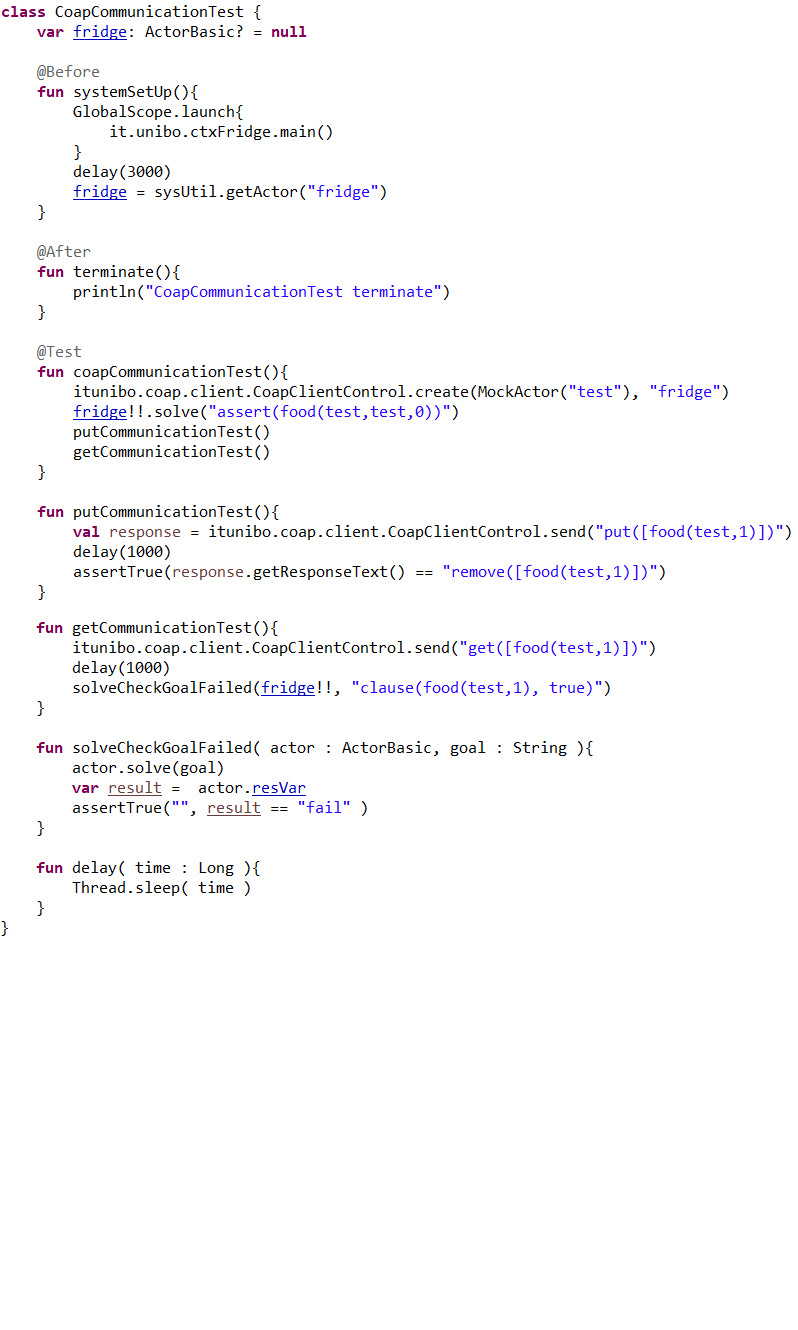 class CoapCommunicationTest {
    var fridge: ActorBasic? = null

    @Before
    fun systemSetUp(){
        GlobalScope.launch{
            it.unibo.ctxFridge.main()
        }
        delay(3000)
        fridge = sysUtil.getActor("fridge")
    }

    @After
    fun terminate(){
        println("CoapCommunicationTest terminate")
    }

    @Test
    fun coapCommunicationTest(){
        itunibo.coap.client.CoapClientControl.create(MockActor("test"), "fridge")
        fridge!!.solve("assert(food(test,test,0))")
        putCommunicationTest()
        getCommunicationTest()
    }

    fun putCommunicationTest(){
        val response = itunibo.coap.client.CoapClientControl.send("put([food(test,1)])")
        delay(1000)
        assertTrue(response.getResponseText() == "remove([food(test,1)])")
    }

    fun getCommunicationTest(){
        itunibo.coap.client.CoapClientControl.send("get([food(test,1)])")
        delay(1000)
        solveCheckGoalFailed(fridge!!, "clause(food(test,1), true)")
    }

    fun solveCheckGoalFailed( actor : ActorBasic, goal : String ){
        actor.solve(goal)
        var result =  actor.resVar
        assertTrue("", result == "fail" )
    }

    fun delay( time : Long ){
        Thread.sleep( time )
    }
}